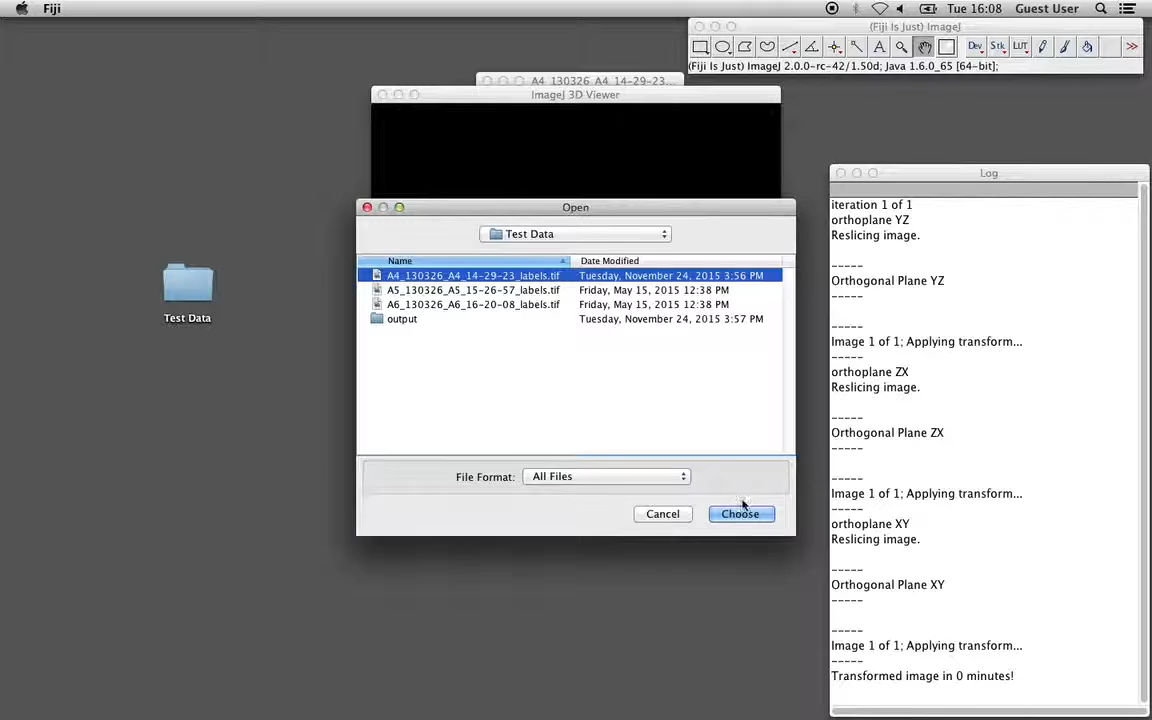 Fiji
Tue 16:08
Guest User
(Fiji Is Just) ImageJ
Dev
Stk
LUT
>>
(Fiji Is Just) ImageJ 2.0.0-rc-42/1.50d; Java 1.6.0_65 [64-bit];
A4_130326_A4_14-29-23...
ImageJ 3D Viewer
Open
Test Data
Name
Date Modified
A4_130326_A4_14-29-23_labels.tif
Tuesday, November 24, 2015 3:56 PM
A5_130326_A5_15-26-57_labels.tif
Friday, May 15, 2015 12:38 PM
A6_130326_A6_16-20-08_labels.tif
Friday, May 15, 2015 12:38 PM
output
Tuesday, November 24, 2015 3:57 PM
File Format:
All Files
Cancel
Choose
Test Data
Log
iteration 1 of 1
orthoplane YZ
Reslicing image.
-----
Orthogonal Plane YZ
-----
-----
Image 1 of 1; Applying transform...
-----
orthoplane ZX
Reslicing image.
-----
Orthogonal Plane ZX
-----
-----
Image 1 of 1; Applying transform...
-----
orthoplane XY
Reslicing image.
-----
Orthogonal Plane XY
-----
-----
Image 1 of 1; Applying transform...
-----
Transformed image in 0 minutes!